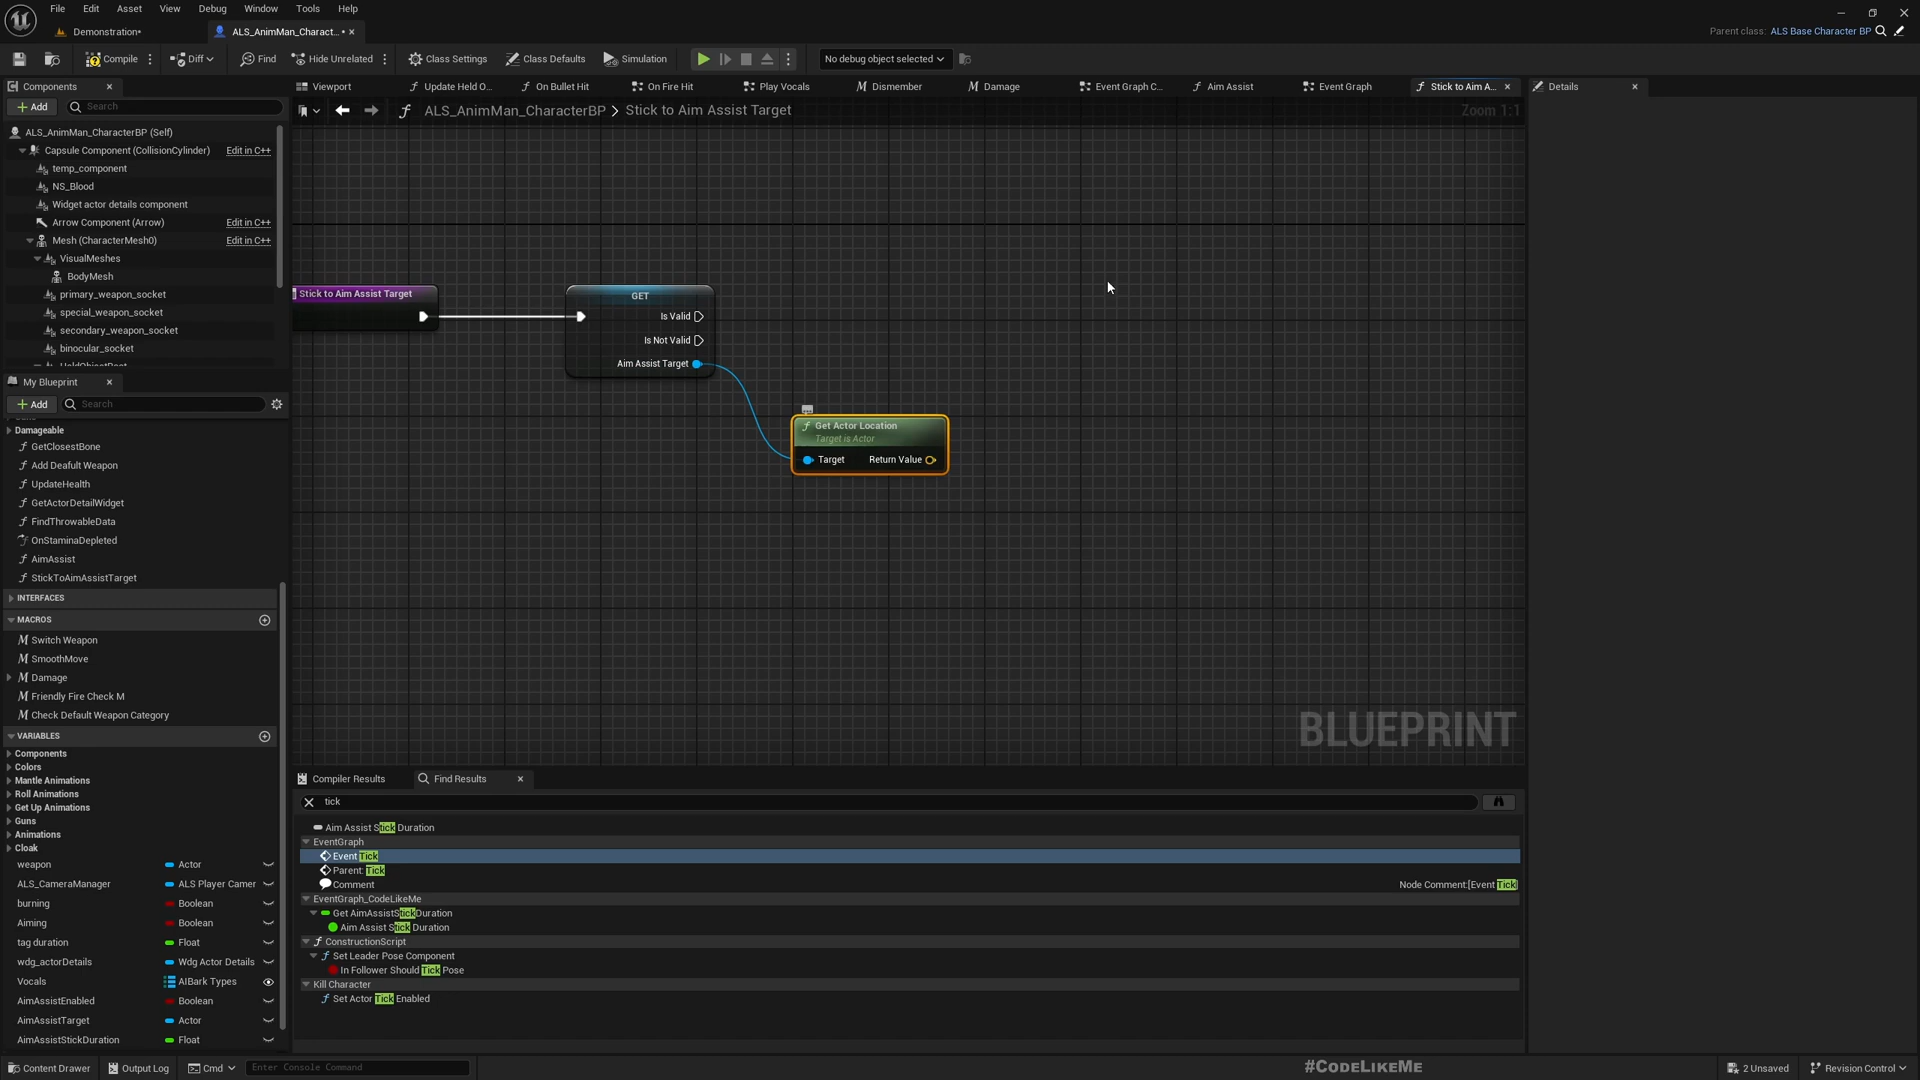 File Edit Asset View Debug Window Tools Help
Demonstration•
ALS_AnimMan_Charact... •
Parent class: ALS Base Character BP
Compile
Diff
Find
Hide Unrelated
Class Settings
Class Defaults
Simulation
No debug object selected
Components
Viewport
Update Held O...
On Bullet Hit
On Fire Hit
Play Vocals
Dismember
Damage
Event Graph C...
Aim Assist
Event Graph
Stick to Aim A...
Details
+ Add
Search
ALS_AnimMan_CharacterBP > Stick to Aim Assist Target
Zoom 1:1
ALS_AnimMan_CharacterBP (Self)
Capsule Component (CollisionCylinder) Edit in C++
temp_component
NS_Blood
Widget actor details component
Arrow Component (Arrow) Edit in C++
Mesh (CharacterMesh0) Edit in C++
VisualMeshes
BodyMesh
primary_weapon_socket
special_weapon_socket
secondary_weapon_socket
binocular_socket
Stick to Aim Assist Target
GET
Is Valid
Is Not Valid
Aim Assist Target
Get Actor Location
Target is Actor
Target Return Value
BLUEPRINT
My Blueprint
+ Add
Search
Damageable
GetClosestBone
Add Deafult Weapon
UpdateHealth
GetActorDetailWidget
FindThrowableData
OnStaminaDepleted
AimAssist
StickToAimAssistTarget
INTERFACES
MACROS
Switch Weapon
SmoothMove
Damage
Friendly Fire Check M
Check Default Weapon Category
VARIABLES
Components
Colors
Mantle Animations
Roll Animations
Get Up Animations
Guns
Animations
Cloak
weapon Actor
ALS_CameraManager ALS Player Camer
burning Boolean
Aiming Boolean
tag duration Float
wdg_actorDetails Wdg Actor Details
Vocals AIBark Types
AimAssistEnabled Boolean
AimAssistTarget Actor
AimAssistStickDuration Float
Compiler Results
Find Results
tick
Aim Assist Stick Duration
EventGraph
Event Tick
Parent: Tick
Comment Node Comment:[Event Tick]
EventGraph_CodeLikeMe
Get AimAssistStickDuration
Aim Assist Stick Duration
ConstructionScript
Set Leader Pose Component
In Follower Should Tick Pose
Kill Character
Set Actor Tick Enabled
Content Drawer
Output Log
Cmd
Enter Console Command
#CODELIKEME
2 Unsaved
Revision Control